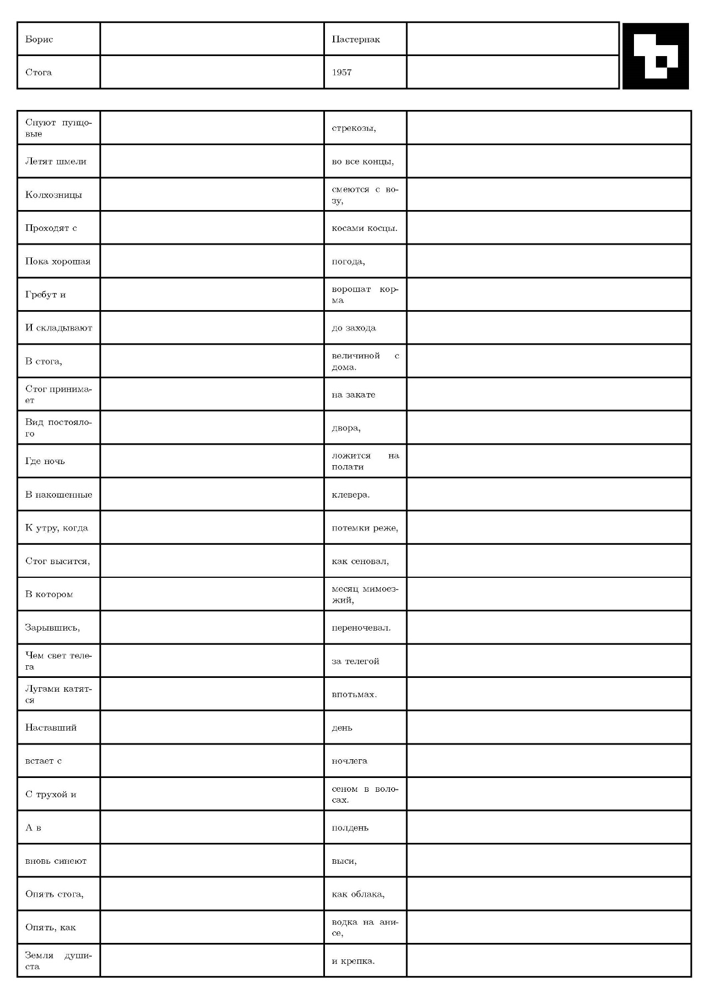 Борис
Пастернак
Стога
1957
Снуют пунцо-
вые
стрекозы,
Летят шмели
во все концы,
Колхозницы
смеются с во-
зу,
Проходят с
косами косцы.
Пока хорошая
погода,
Гребут и
ворошат кор-
ма
И складывают
до захода
В стога,
величиной с
дома.
Стог принима-
ет
на закате
Вид постояло-
го
двора,
Где ночь
ложится на
полати
В накошенные
клевера.
К утру, когда
потемки реже,
Стог высится,
как сеновал,
В котором
месяц мимоез-
жий,
Зарывшись,
переночевал.
Чем свет теле-
га
за телегой
Лугами катят-
ся
впотьмах.
Наставший
день
встает с
ночлега
С трухой и
сеном в воло-
сах.
А в
полдень
вновь синеют
выси,
Опять стога,
как облака,
Опять, как
водка на ани-
се,
Земля души-
ста
и крепка.